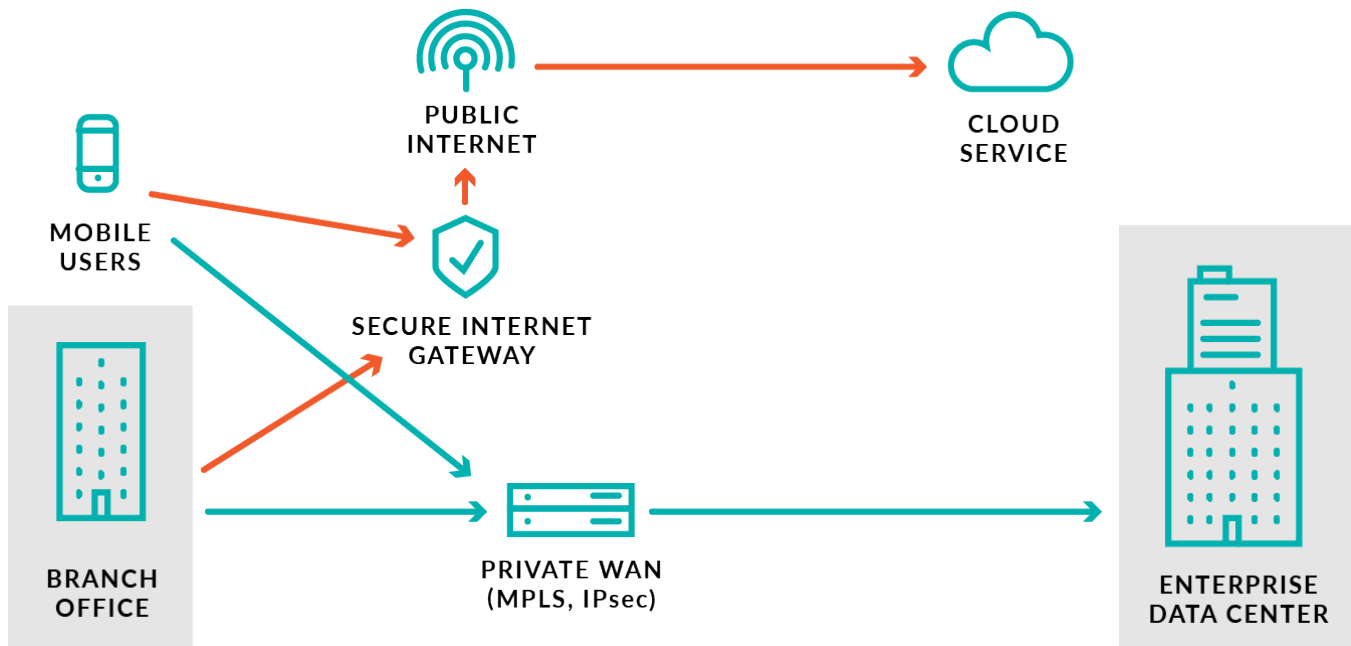 PUBLIC
INTERNET
CLOUD
SERVICE
MOBILE
USERS
SECURE INTERNET
GATEWAY
BRANCH
OFFICE
PRIVATE WAN
(MPLS, IPsec)
ENTERPRISE
DATA CENTER